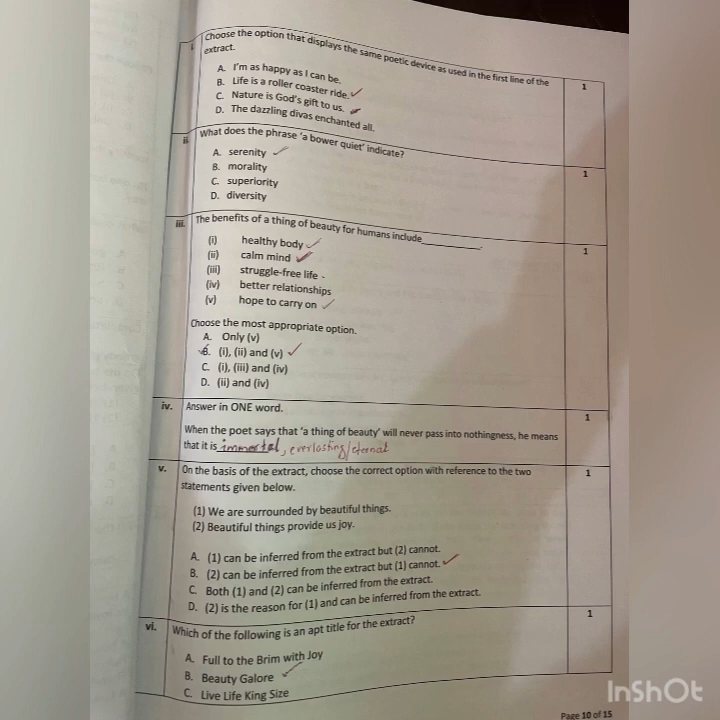 i. Choose the option that displays the same poetic device as used in the first line of the
extract.
1
A. I'm as happy as I can be.
B. Life is a roller coaster ride.
C. Nature is God's gift to us.
D. The dazzling divas enchanted all.
ii. What does the phrase 'a bower quiet' indicate?
1
A. serenity
B. morality
C. superiority
D. diversity
iii. The benefits of a thing of beauty for humans include____________.
1
(i) healthy body
(ii) calm mind
(iii) struggle-free life -
(iv) better relationships
(v) hope to carry on
Choose the most appropriate option.
A. Only (v)
B. (i), (ii) and (v)
C. (i), (iii) and (iv)
D. (ii) and (iv)
iv. Answer in ONE word.
1
When the poet says that 'a thing of beauty' will never pass into nothingness, he means
that it is immortal, everlasting/eternal
v. On the basis of the extract, choose the correct option with reference to the two
1
statements given below.
(1) We are surrounded by beautiful things.
(2) Beautiful things provide us joy.
A. (1) can be inferred from the extract but (2) cannot.
B. (2) can be inferred from the extract but (1) cannot.
C. Both (1) and (2) can be inferred from the extract.
D. (2) is the reason for (1) and can be inferred from the extract.
vi. Which of the following is an apt title for the extract?
1
A. Full to the Brim with Joy
B. Beauty Galore
C. Live Life King Size
Page 10 of 15
InShOt